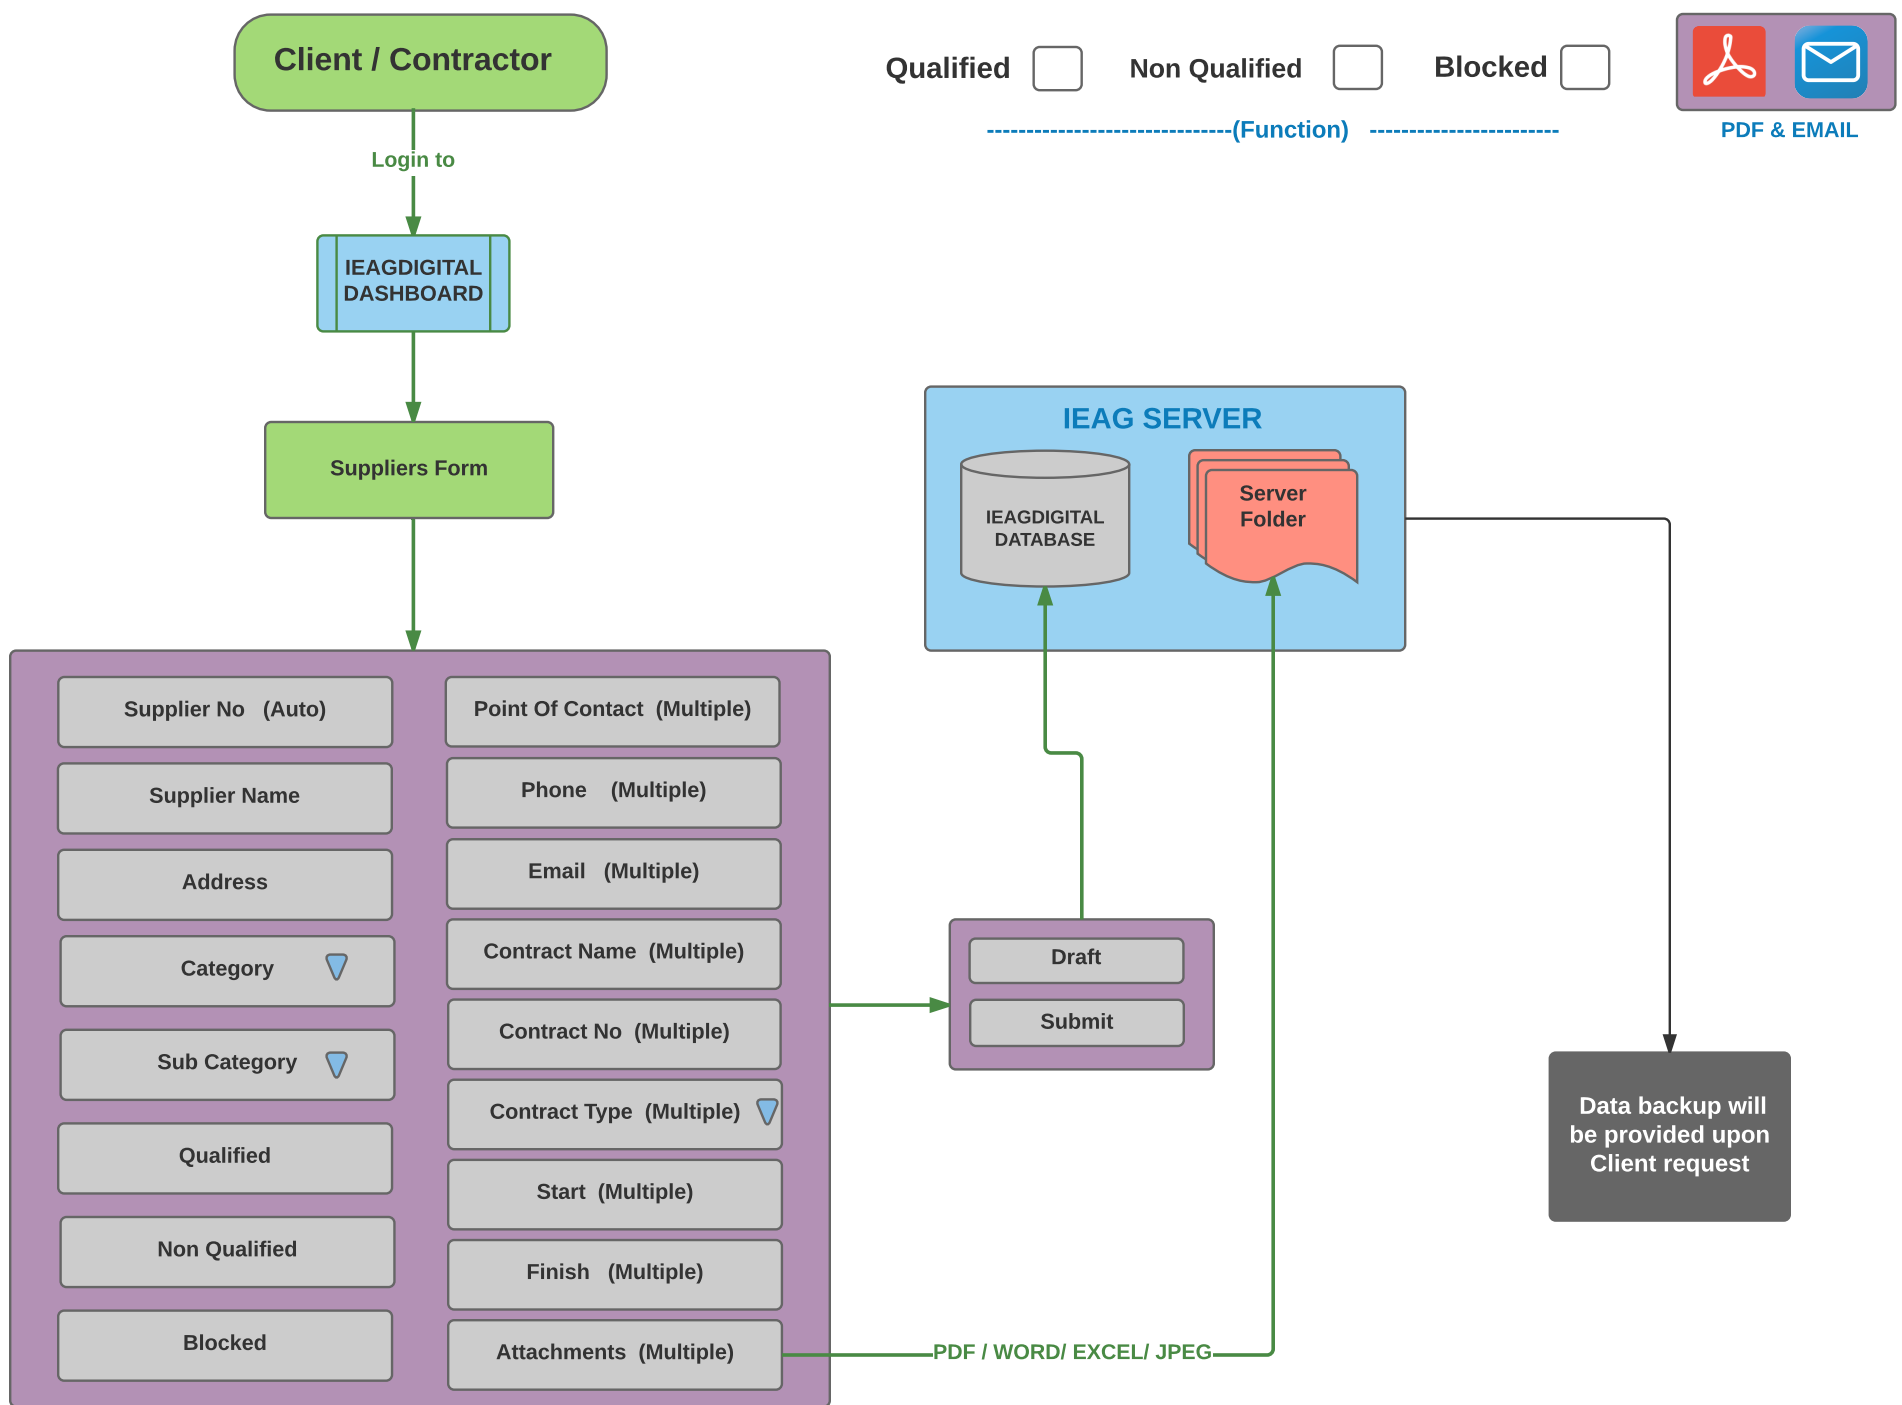 Client / Contractor
Qualified
Non Qualified
Blocked
------------------------------(Function) -----------------------
PDF & EMAIL
Login to
IEAGDIGITAL
DASHBOARD
Suppliers Form
IEAG SERVER
IEAGDIGITAL
DATABASE
Server
Folder
Supplier No (Auto)
Supplier Name
Address
Category
Sub Category
Qualified
Non Qualified
Blocked
Point Of Contact (Multiple)
Phone (Multiple)
Email (Multiple)
Contract Name (Multiple)
Contract No (Multiple)
Contract Type (Multiple)
Start (Multiple)
Finish (Multiple)
Attachments (Multiple)
Draft
Submit
PDF / WORD/ EXCEL/ JPEG
Data backup will
be provided upon
Client request